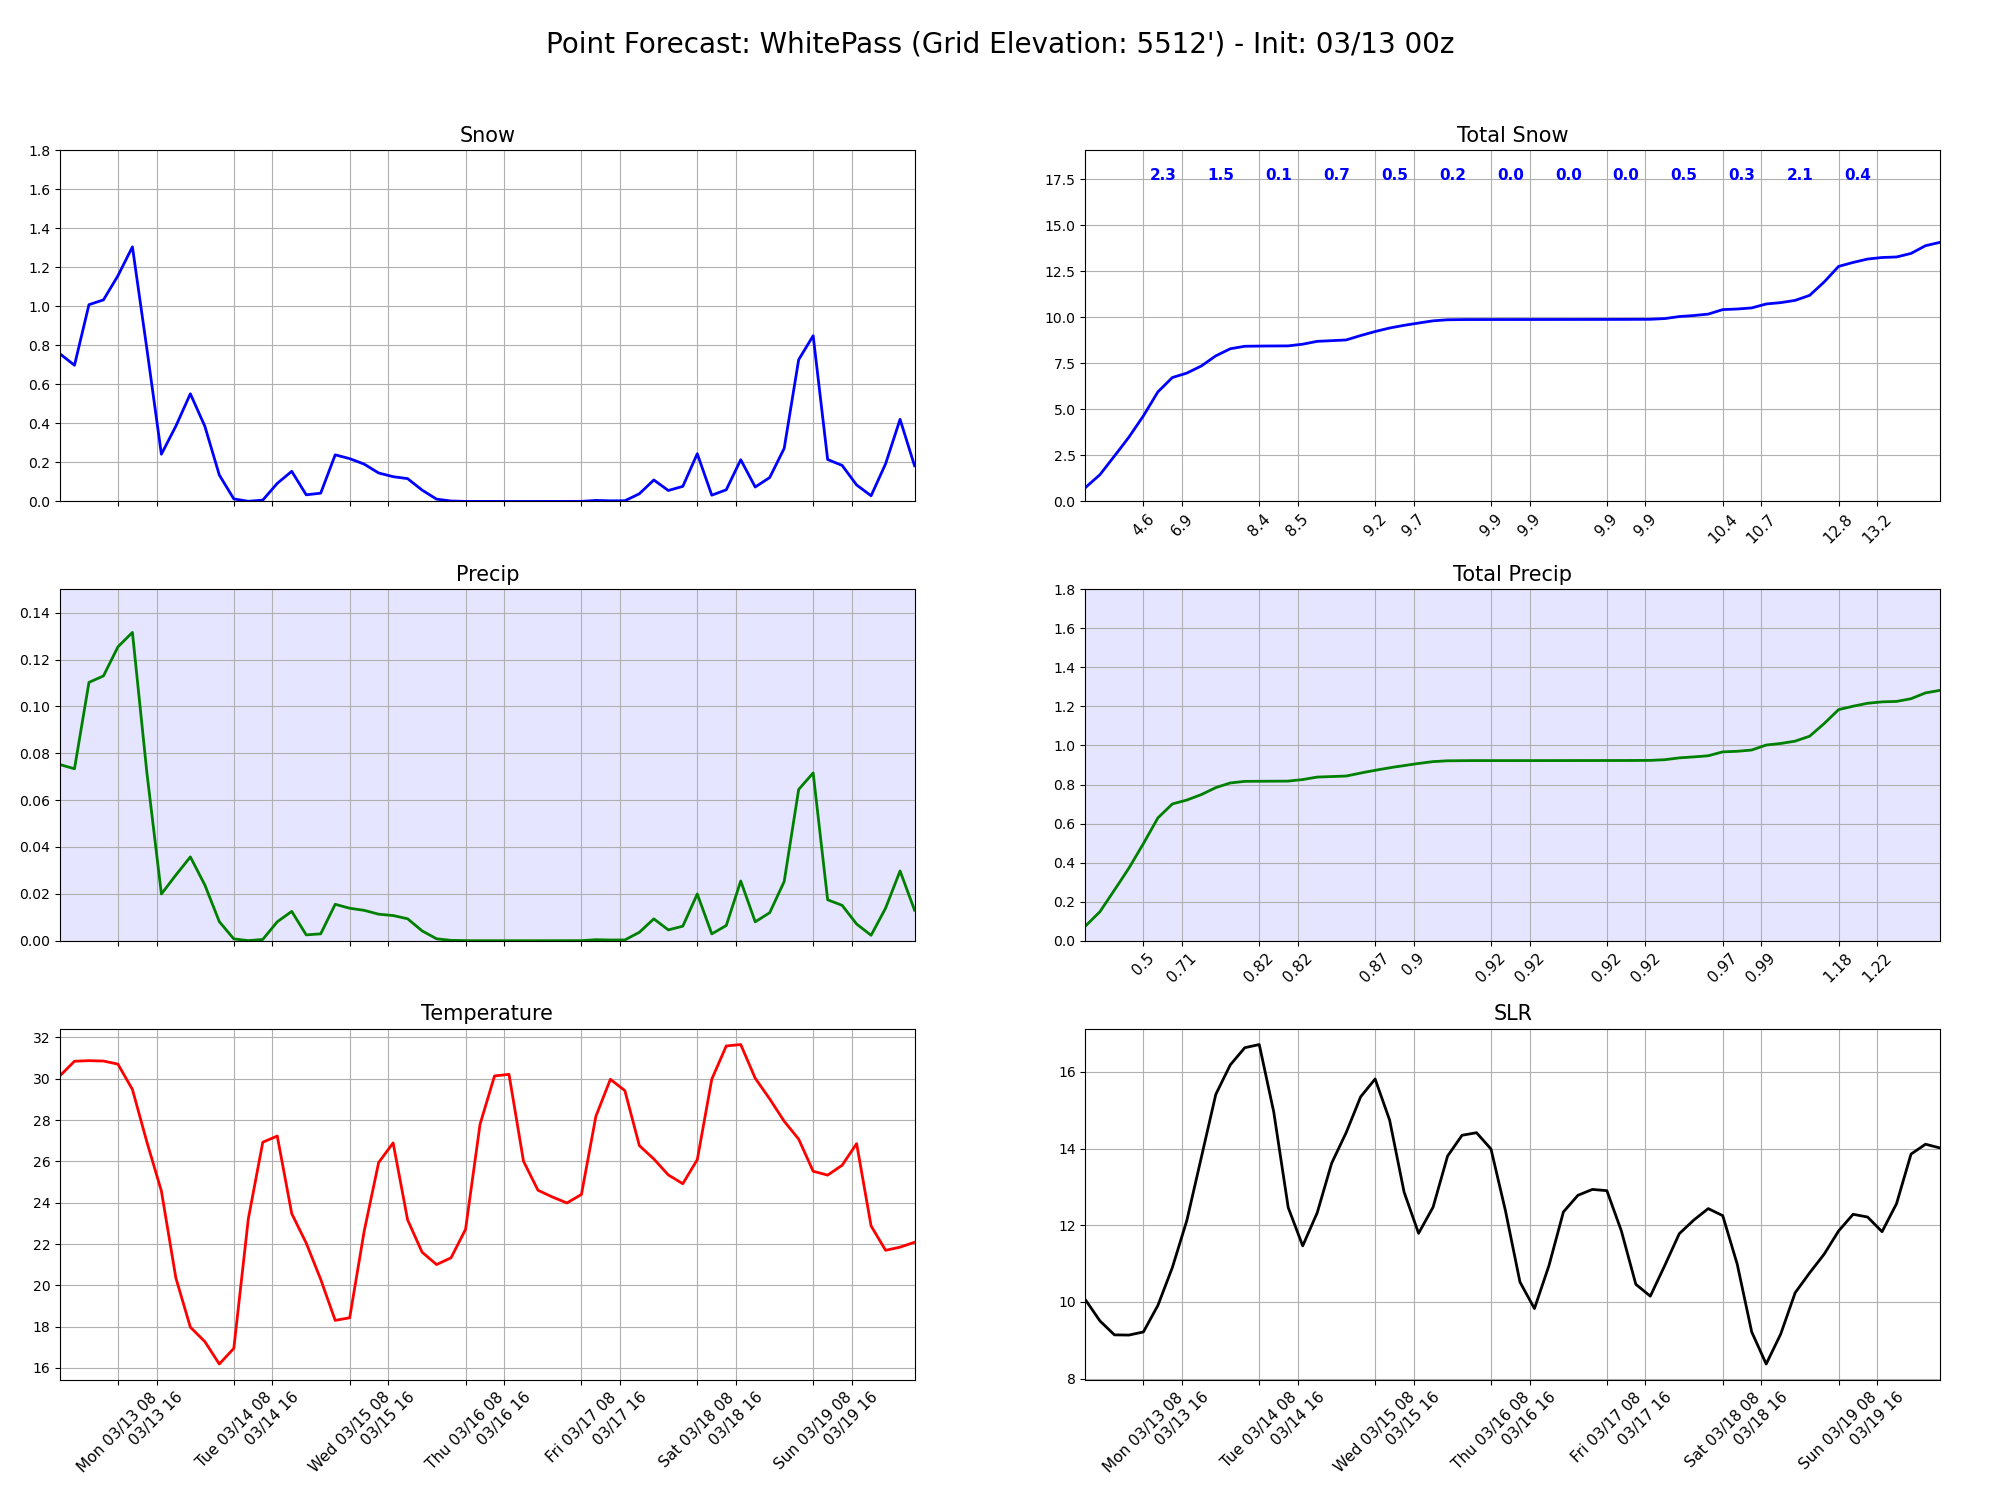 Point Forecast: WhitePass (Grid Elevation: 5512') - Init: 03/13 00z
Snow
1.8
1.6
1.4
1.2
1.0
0.8
0.6
0.4
0.2
0.0
Total Snow
2.3 1.5 0.1 0.7 0.5 0.2 0.0 0.0 0.0 0.5 0.3 2.1 0.4
17.5
15.0
12.5
10.0
7.5
5.0
2.5
0.0
4.6 6.9 8.4 8.5 9.2 9.7 9.9 9.9 9.9 9.9 10.4 10.7 12.8 13.2
Precip
0.14
0.12
0.10
0.08
0.06
0.04
0.02
0.00
Total Precip
1.8
1.6
1.4
1.2
1.0
0.8
0.6
0.4
0.2
0.0
0.5 0.71 0.82 0.82 0.87 0.9 0.92 0.92 0.92 0.92 0.97 0.99 1.18 1.22
Temperature
32
30
28
26
24
22
20
18
16
Mon 03/13 08
03/13 16
Tue 03/14 08
03/14 16
Wed 03/15 08
03/15 16
Thu 03/16 08
03/16 16
Fri 03/17 08
03/17 16
Sat 03/18 08
03/18 16
Sun 03/19 08
03/19 16
SLR
16
14
12
10
8
Mon 03/13 08
03/13 16
Tue 03/14 08
03/14 16
Wed 03/15 08
03/15 16
Thu 03/16 08
03/16 16
Fri 03/17 08
03/17 16
Sat 03/18 08
03/18 16
Sun 03/19 08
03/19 16